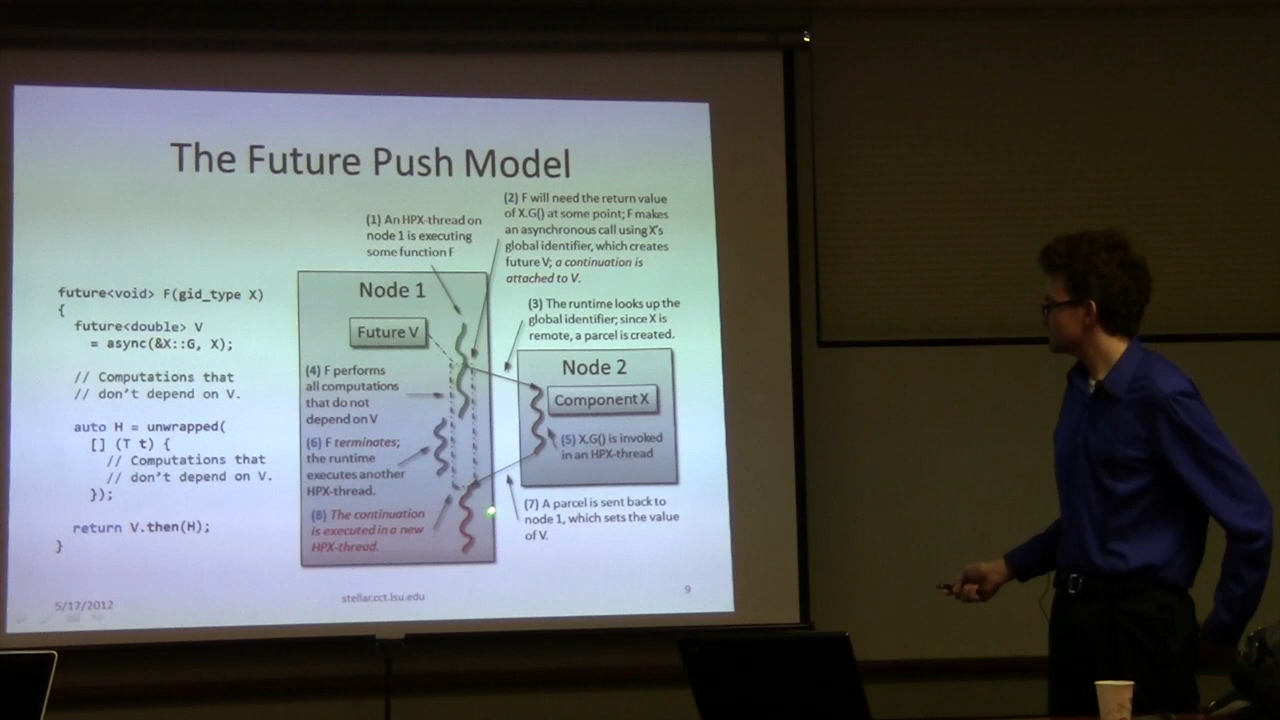 The Future Push Model
(1) An HPX-thread on
node 1 is executing
some function F
(2) F will need the return value
of X.G() at some point; F makes
an asynchronous call using X's
global identifier, which creates
future V; a continuation is
attached to V.
(3) The runtime looks up the
global identifier; since X is
remote, a parcel is created.
future<void> F(gid_type X)
{
future<double> V
= async(&X::G, X);
// Computations that
// don't depend on V.
auto H = unwrapped(
[] (T t) {
// Computations that
// don't depend on V.
});
return V.then(H);
}
Node 1
Future V
(4) F performs
all computations
that do not
depend on V
(6) F terminates;
the runtime
executes another
HPX-thread.
(8) The continuation
is executed in a new
HPX-thread.
Node 2
Component X
(5) X.G() is invoked
in an HPX-thread
(7) A parcel is sent back to
node 1, which sets the value
of V.
5/17/2012
stellar.cct.lsu.edu
9